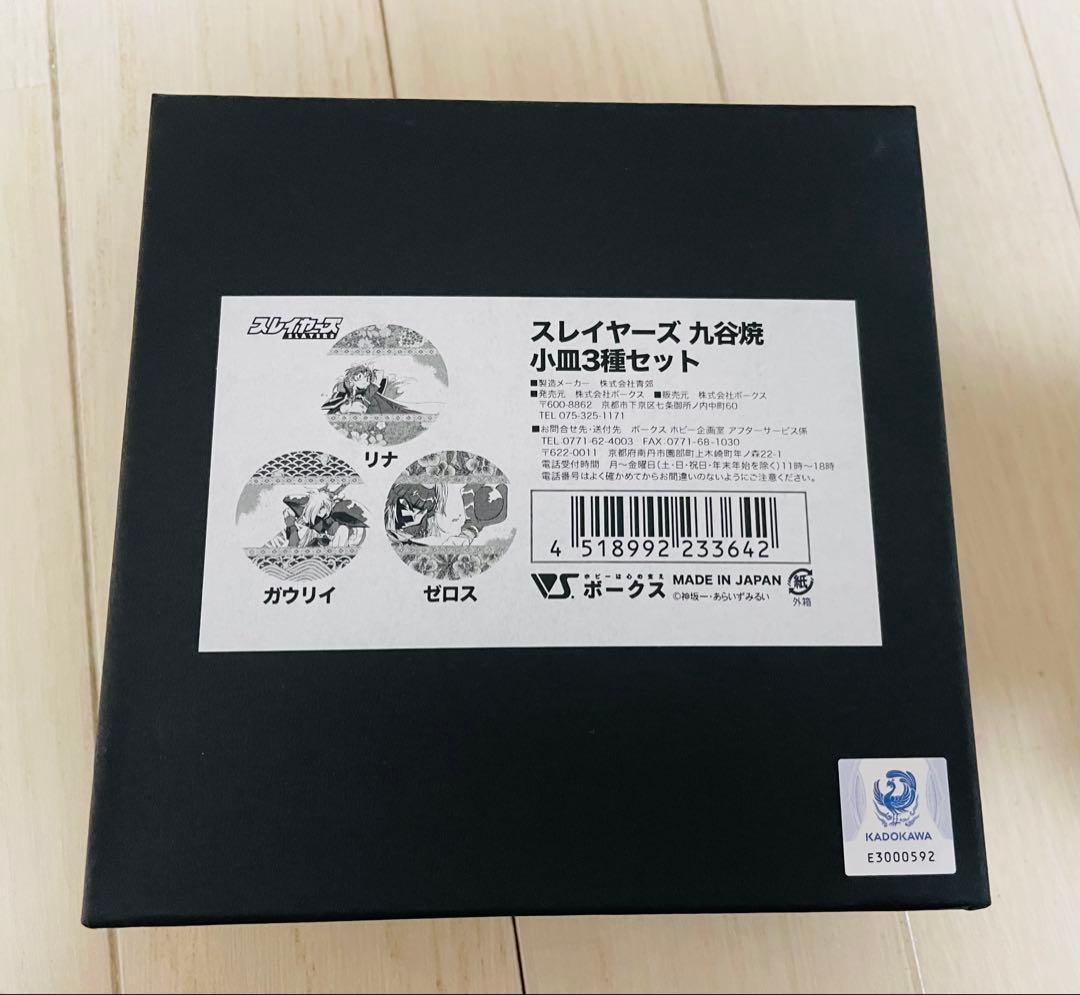 スレイヤーズ
SLAYERS
リナ
ガウリイ
ゼロス
スレイヤーズ 九谷焼
小皿3種セット
■製造メーカー 株式会社青郊
■発売元 株式会社ボークス ■販売元 株式会社ボークス
〒600-8862 京都市下京区七条御所ノ内中町60
TEL 075-325-1171
■お問合せ先・送付先 ボークス ホビー企画室 アフターサービス係
TEL.0771-62-4003 FAX.0771-68-1030
〒622-0011 京都府南丹市園部町上木崎町年ノ森22-1
電話受付時間 月〜金曜日(土・日・祝日・年末年始を除く)11時〜18時
電話番号はよく確かめてからお間違いのないようにご注意ください。
4 518992 233642
VS.
ホビーは心の支え
ボークス
MADE IN JAPAN
©神坂一・あらいずみるい
紙
外箱
KADOKAWA
E3000592